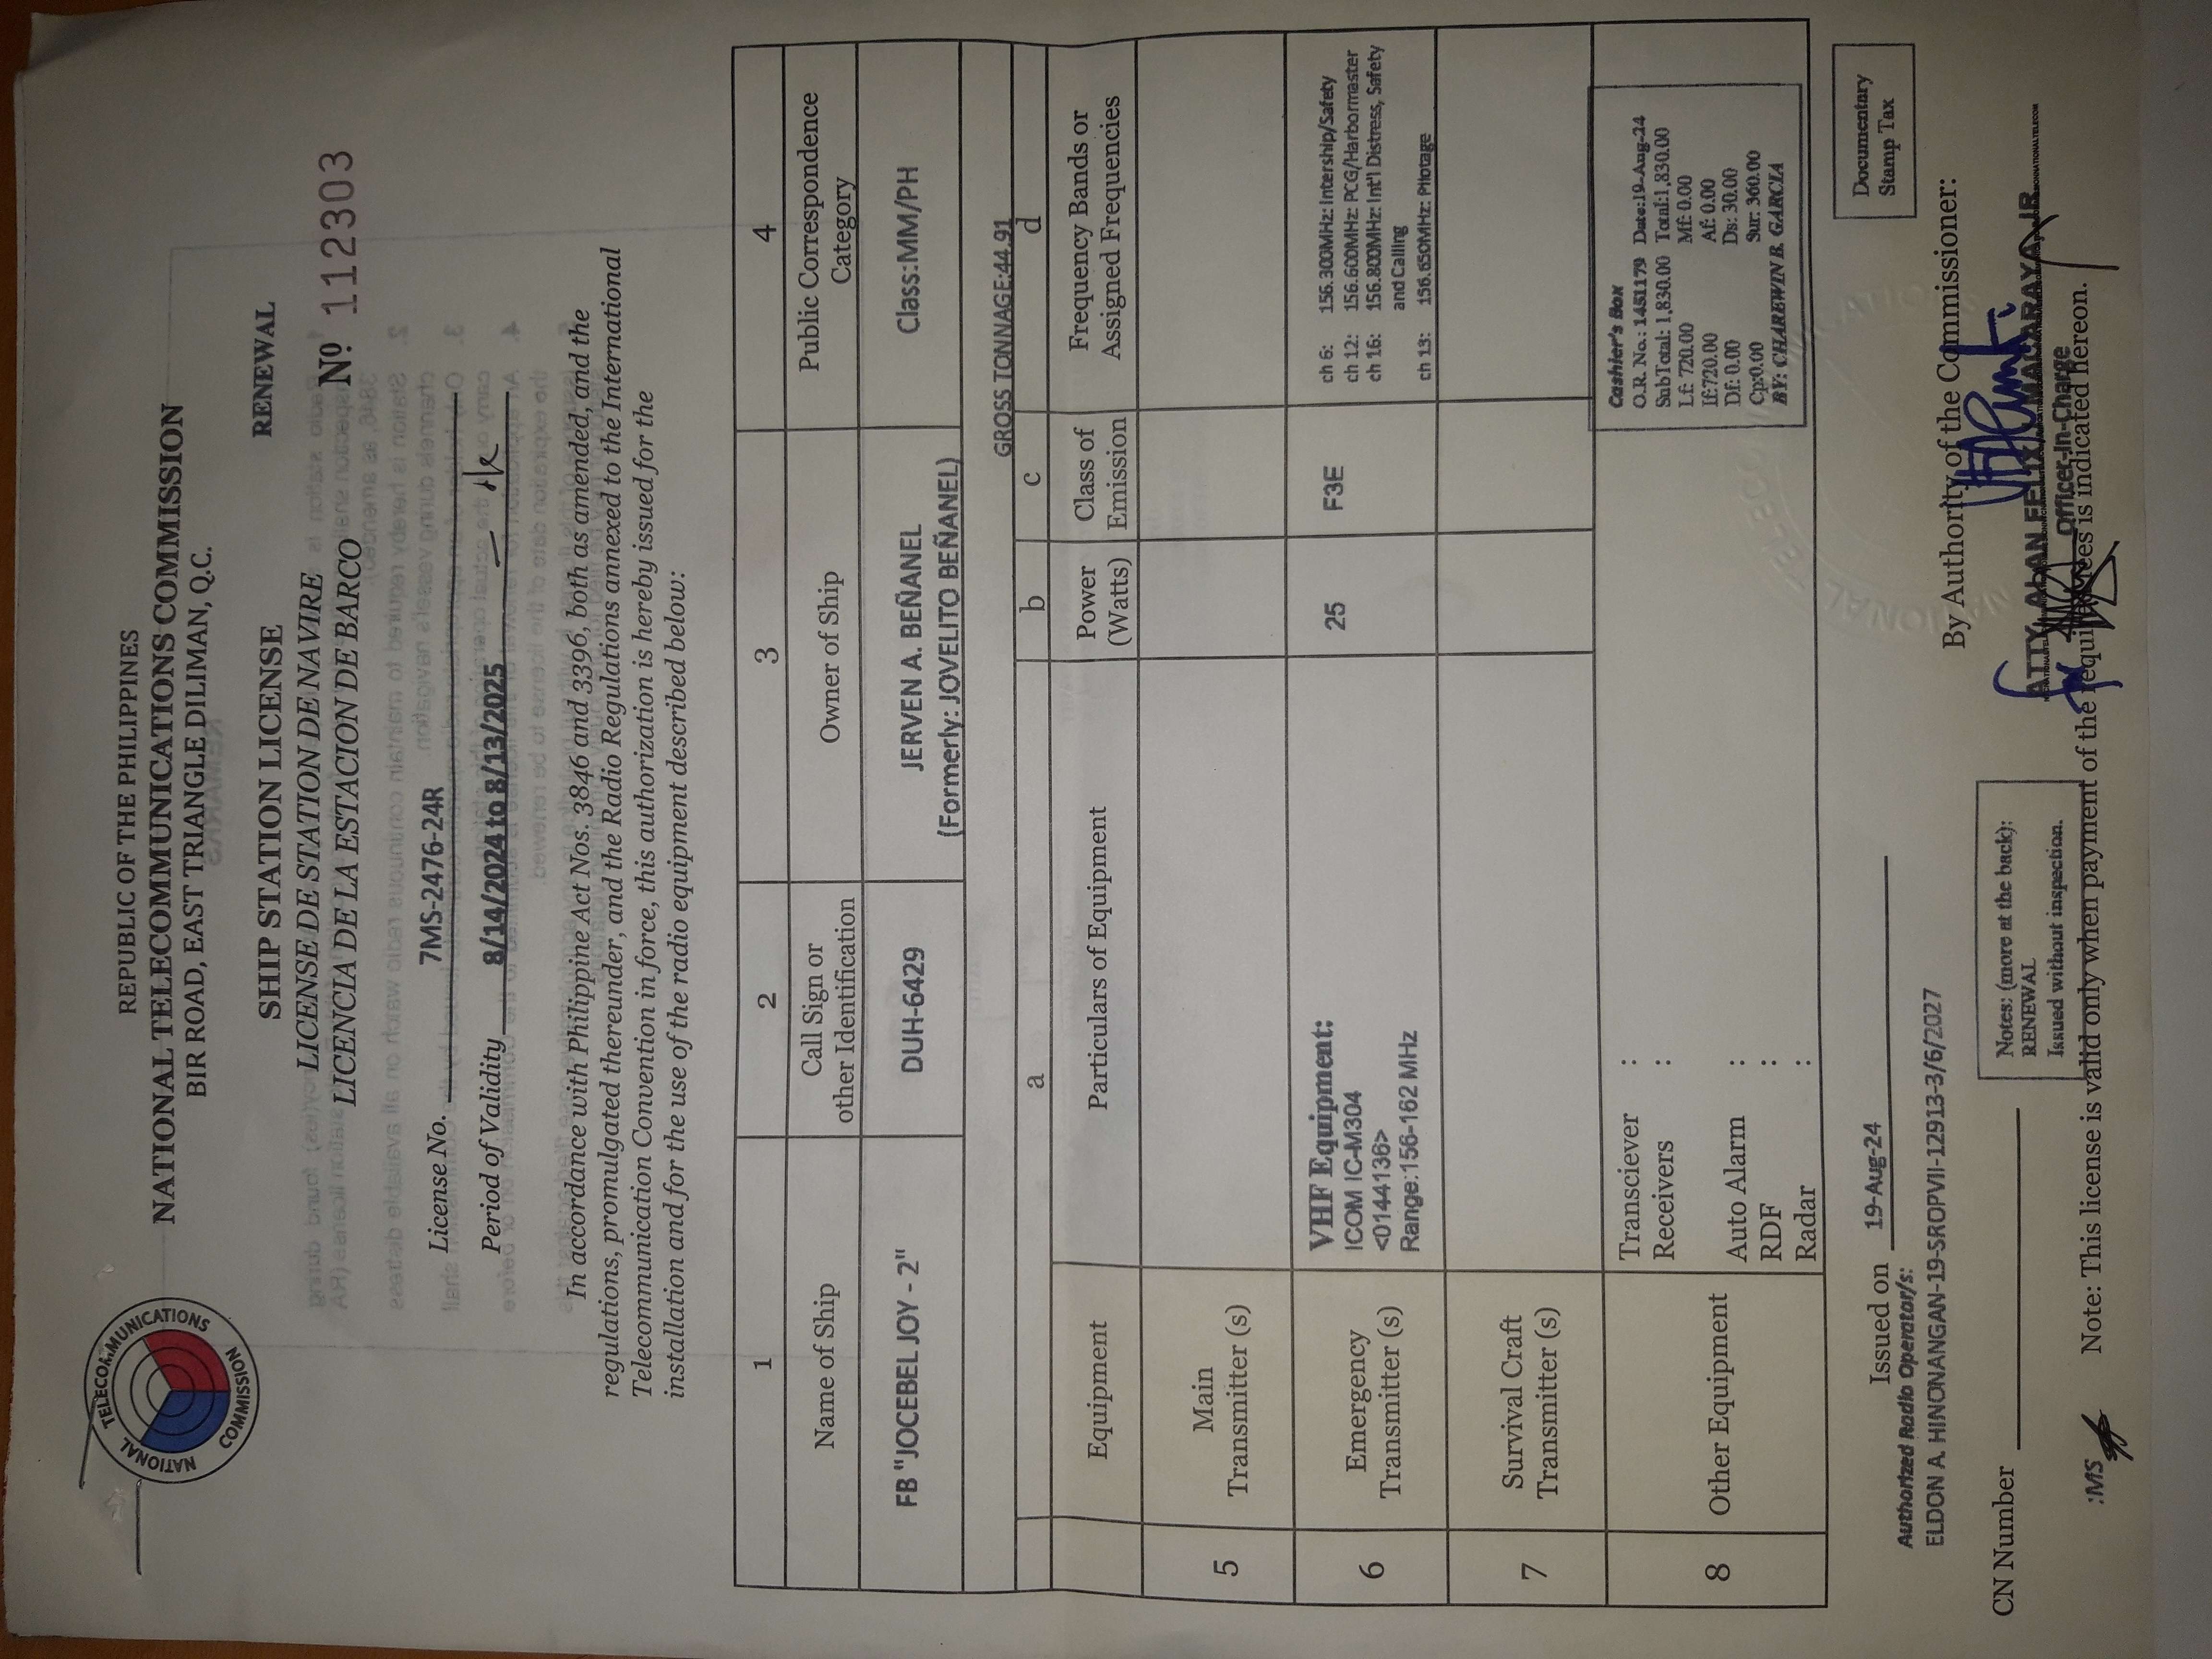 NATIONAL TELECOMMUNICATIONS COMMISSION
REPUBLIC OF THE PHILIPPINES
NATIONAL TELECOMMUNICATIONS COMMISSION
BIR ROAD, EAST TRIANGLE DILIMAN, Q.C.
SHIP STATION LICENSE
RENEWAL
LICENSE DE STATION DE NAVIRE
LICENCIA DE LA ESTACION DE BARCO
Nº 112303
License No. 7MS-2476-24R
Period of Validity 8/14/2024 to 8/13/2025
In accordance with Philippine Act Nos. 3846 and 3396, both as amended, and the
regulations, promulgated thereunder, and the Radio Regulations annexed to the International
Telecommunication Convention in force, this authorization is hereby issued for the
installation and for the use of the radio equipment described below:
1 2 3 4
Name of Ship
Call Sign or
other Identification
Owner of Ship
Public Correspondence
Category
FB "JOCEBEL JOY - 2"
DUH-6429
JERVEN A. BEÑANEL
(Formerly: JOVELITO BEÑANEL)
Class:MM/PH
GROSS TONNAGE:44.91
a b c d
Equipment
Particulars of Equipment
Power
(Watts)
Class of
Emission
Frequency Bands or
Assigned Frequencies
5
Main
Transmitter (s)
6
Emergency
Transmitter (s)
VHF Equipment:
ICOM IC-M304
<0144136>
Range:156-162 MHz
25
F3E
ch 6: 156.300MHz: Intership/Safety
ch 12: 156.600MHz: PCG/Harbormaster
ch 16: 156.800MHz: Int'l Distress, Safety
and Calling
ch 13: 156.650MHz: Pilotage
7
Survival Craft
Transmitter (s)
8
Other Equipment
Transciever :
Receivers :
Auto Alarm :
RDF :
Radar :
Cashier's Box
O.R. No.: 1451179 Date:19-Aug-24
SubTotal: 1,830.00 Total:1,830.00
Lf: 720.00 Mf: 0.00
If:720.00 Af: 0.00
Df: 0.00 Ds: 30.00
Cp:0.00 Sur: 360.00
BY: CHAREWIN B. GARCIA
Issued on 19-Aug-24
Authorized Radio Operator/s:
ELDON A. HINONANGAN-19-SROPVII-12913-3/6/2027
By Authority of the Commissioner:
Documentary
Stamp Tax
ATTY. ALAN FELIX MACARAYA, JR.
Officer-In-Charge
CN Number
Notes: (more at the back):
RENEWAL
Issued without inspection.
Note: This license is valid only when payment of the required fees is indicated hereon.
:MS